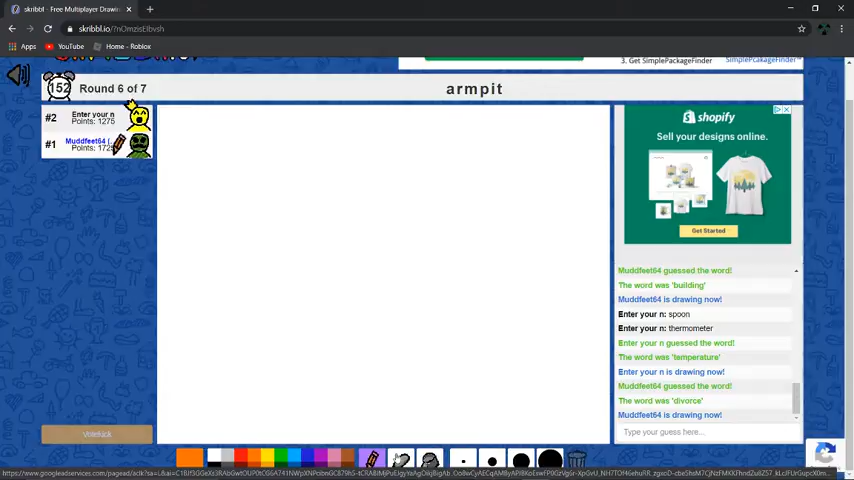 skribbl - Free Multiplayer Drawin
skribbl.io/?nOmzisEIbvsh
Apps
YouTube
Home - Roblox
3. Get SimplePackageFinder
SimplePackageFinder
152
Round 6 of 7
armpit
#2
Enter your n
Points: 1275
#1
Muddfeet64 (
Points: 172
shopify
Sell your designs online.
Get Started
Muddfeet64 guessed the word!
The word was 'building'
Muddfeet64 is drawing now!
Enter your n: spoon
Enter your n: thermometer
Enter your n guessed the word!
The word was 'temperature'
Enter your n is drawing now!
Muddfeet64 guessed the word!
The word was 'divorce'
Muddfeet64 is drawing now!
Type your guess here...
Votekick